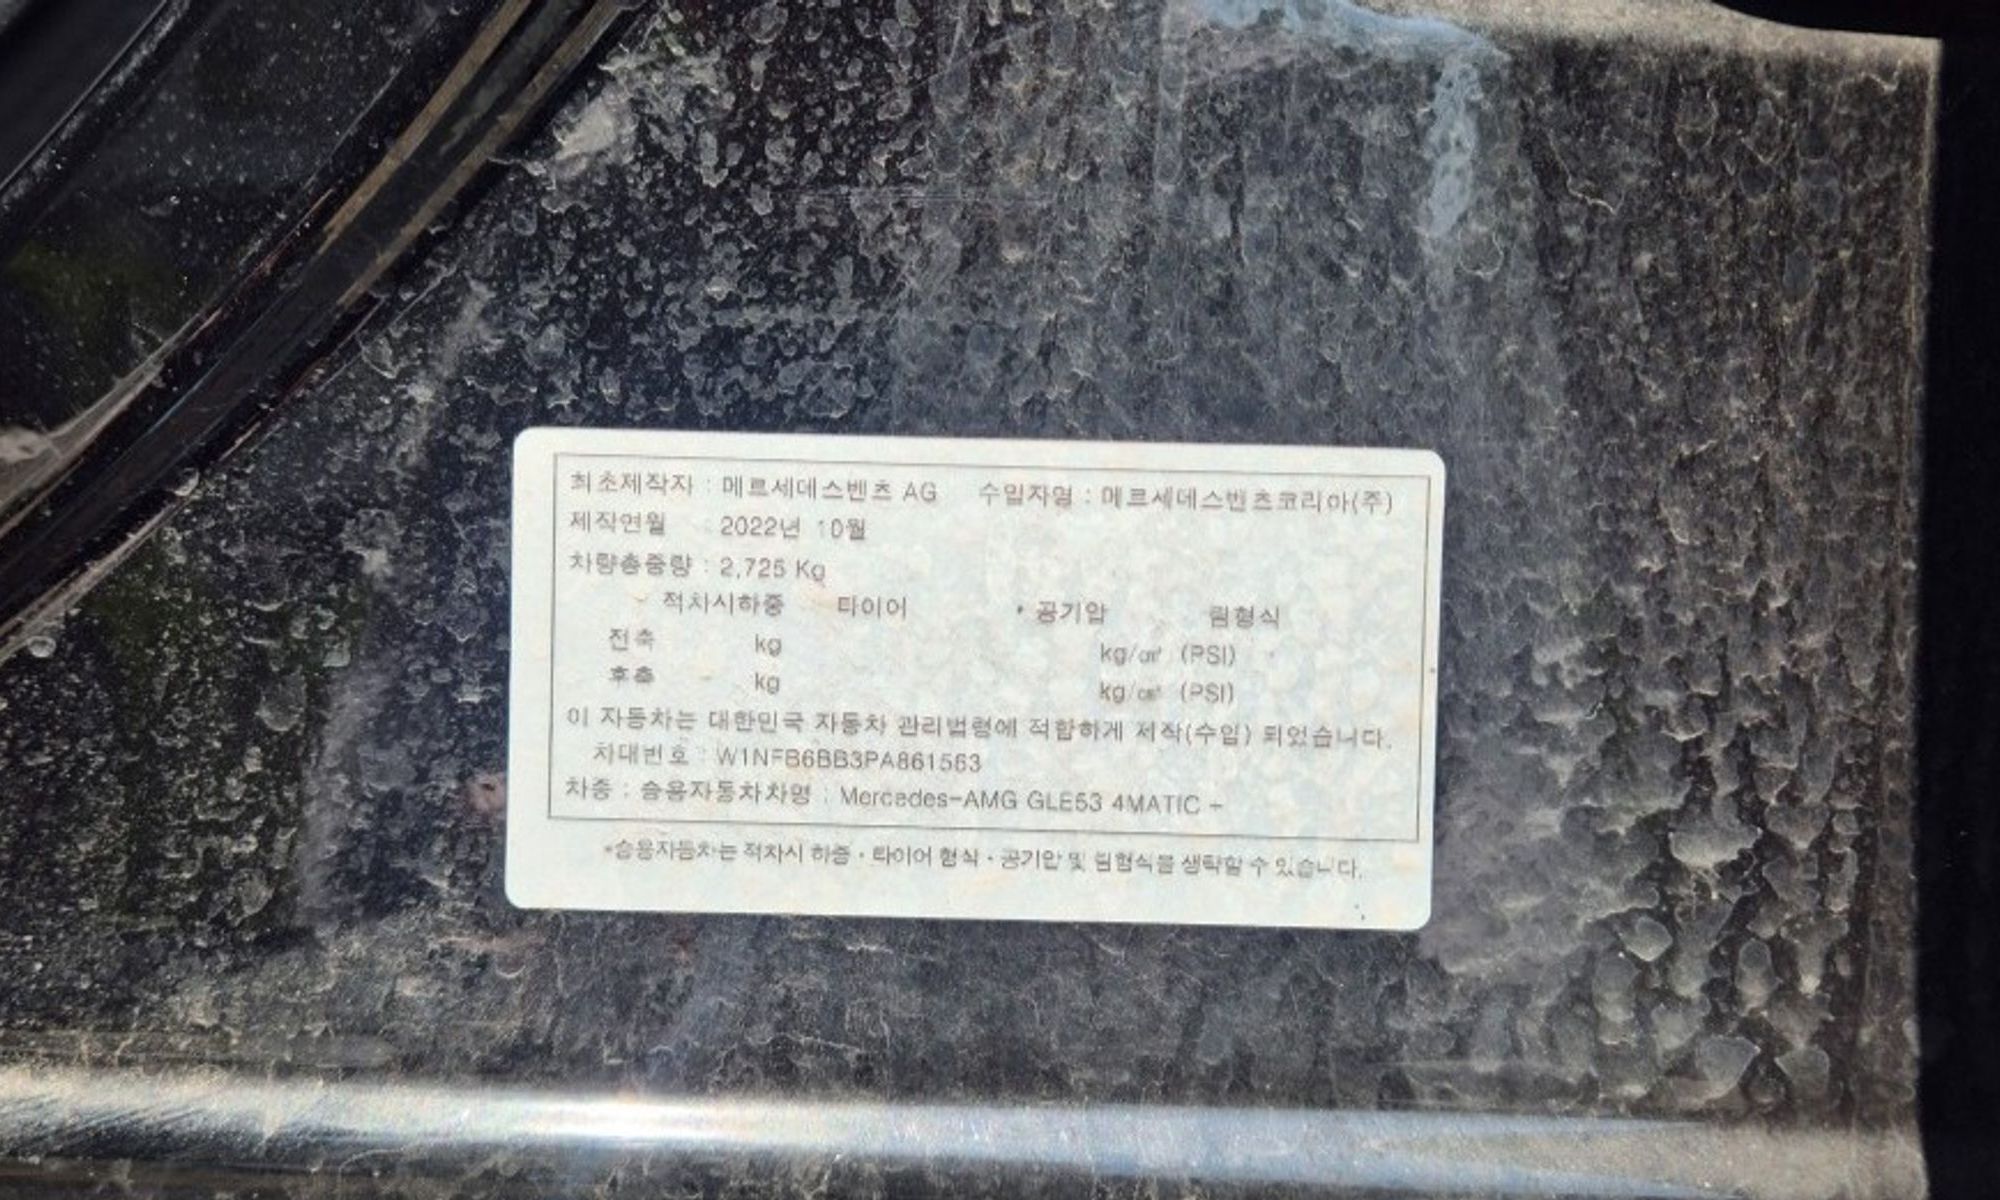 최초제작자 : 메르세데스벤츠 AG 수입자명 : 메르세데스벤츠코리아(주)
제작연월 : 2022년 10월
차량총중량 : 2,725 Kg
적차시하중 타이어 • 공기압 림형식
전축 kg kg/㎠ (PSI)
후축 kg kg/㎠ (PSI)
이 자동차는 대한민국 자동차 관리법령에 적합하게 제작(수입) 되었습니다.
차대번호 : W1NFB6BB3PA861563
차종 : 승용자동차차명 : Mercedes-AMG GLE53 4MATIC +
*승용자동차는 적차시 하중 • 타이어 형식 • 공기압 및 림형식을 생략할 수 있습니다.